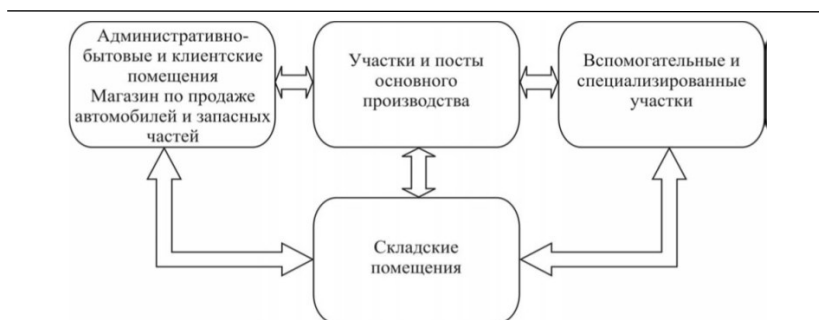 Административно-
бытовые и клиентские
помещения
Магазин по продаже
автомобилей и запасных
частей
Участки и посты
основного
производства
Вспомогательные и
специализированные
участки
Складские
помещения